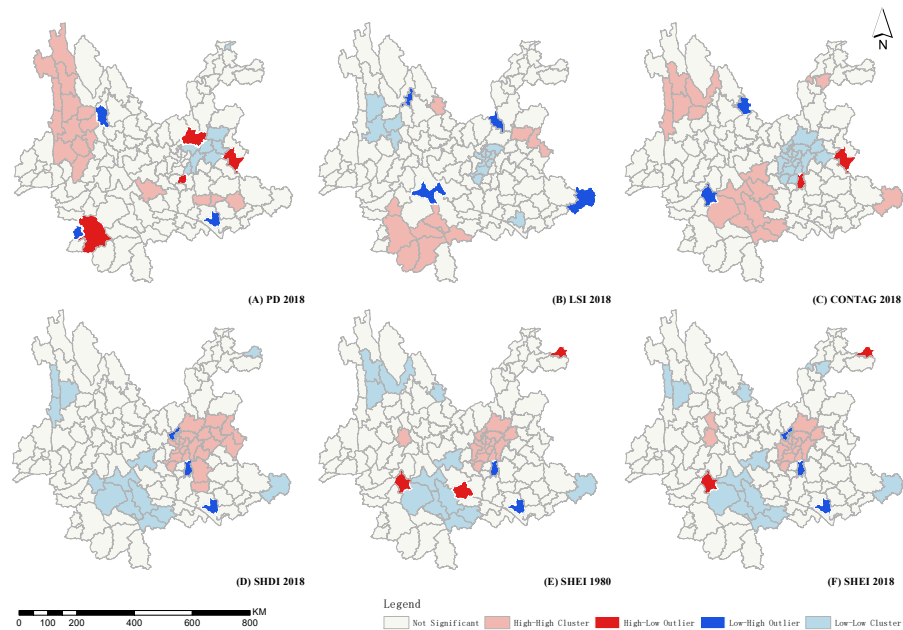 N
(A) PD 2018
(B) LSI 2018
(C) CONTAG 2018
(D) SHDI 2018
(E) SHEI 1980
(F) SHEI 2018
KM
0 100 200 400 600 800
Legend
Not Significant High-High Cluster High-Low Outlier Low-High Outlier Low-Low Cluster